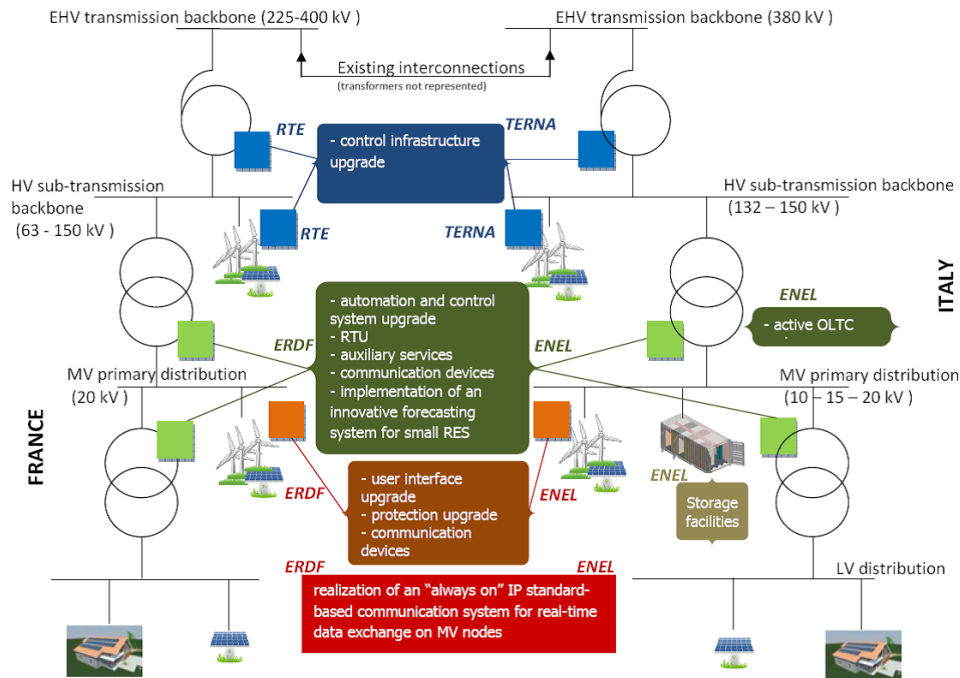 EHV transmission backbone (225-400 kV)
EHV transmission backbone (380 kV)
Existing interconnections
(transformers not represented)
RTE
TERNA
- control infrastructure
upgrade
HV sub-transmission
backbone
(63 - 150 kV )
HV sub-transmission backbone
(132 – 150 kV )
RTE
TERNA
ITALY
ENEL
- active OLTC
- automation and control
system upgrade
- RTU
- auxiliary services
- communication devices
- implementation of an
innovative forecasting
system for small RES
ERDF
ENEL
MV primary distribution
(20 kV )
MV primary distribution
(10 – 15 – 20 kV )
FRANCE
ERDF
ENEL
- user interface
upgrade
- protection upgrade
- communication
devices
ENEL
Storage
facilities
ERDF
ENEL
LV distribution
realization of an “always on” IP standard-
based communication system for real-time
data exchange on MV nodes